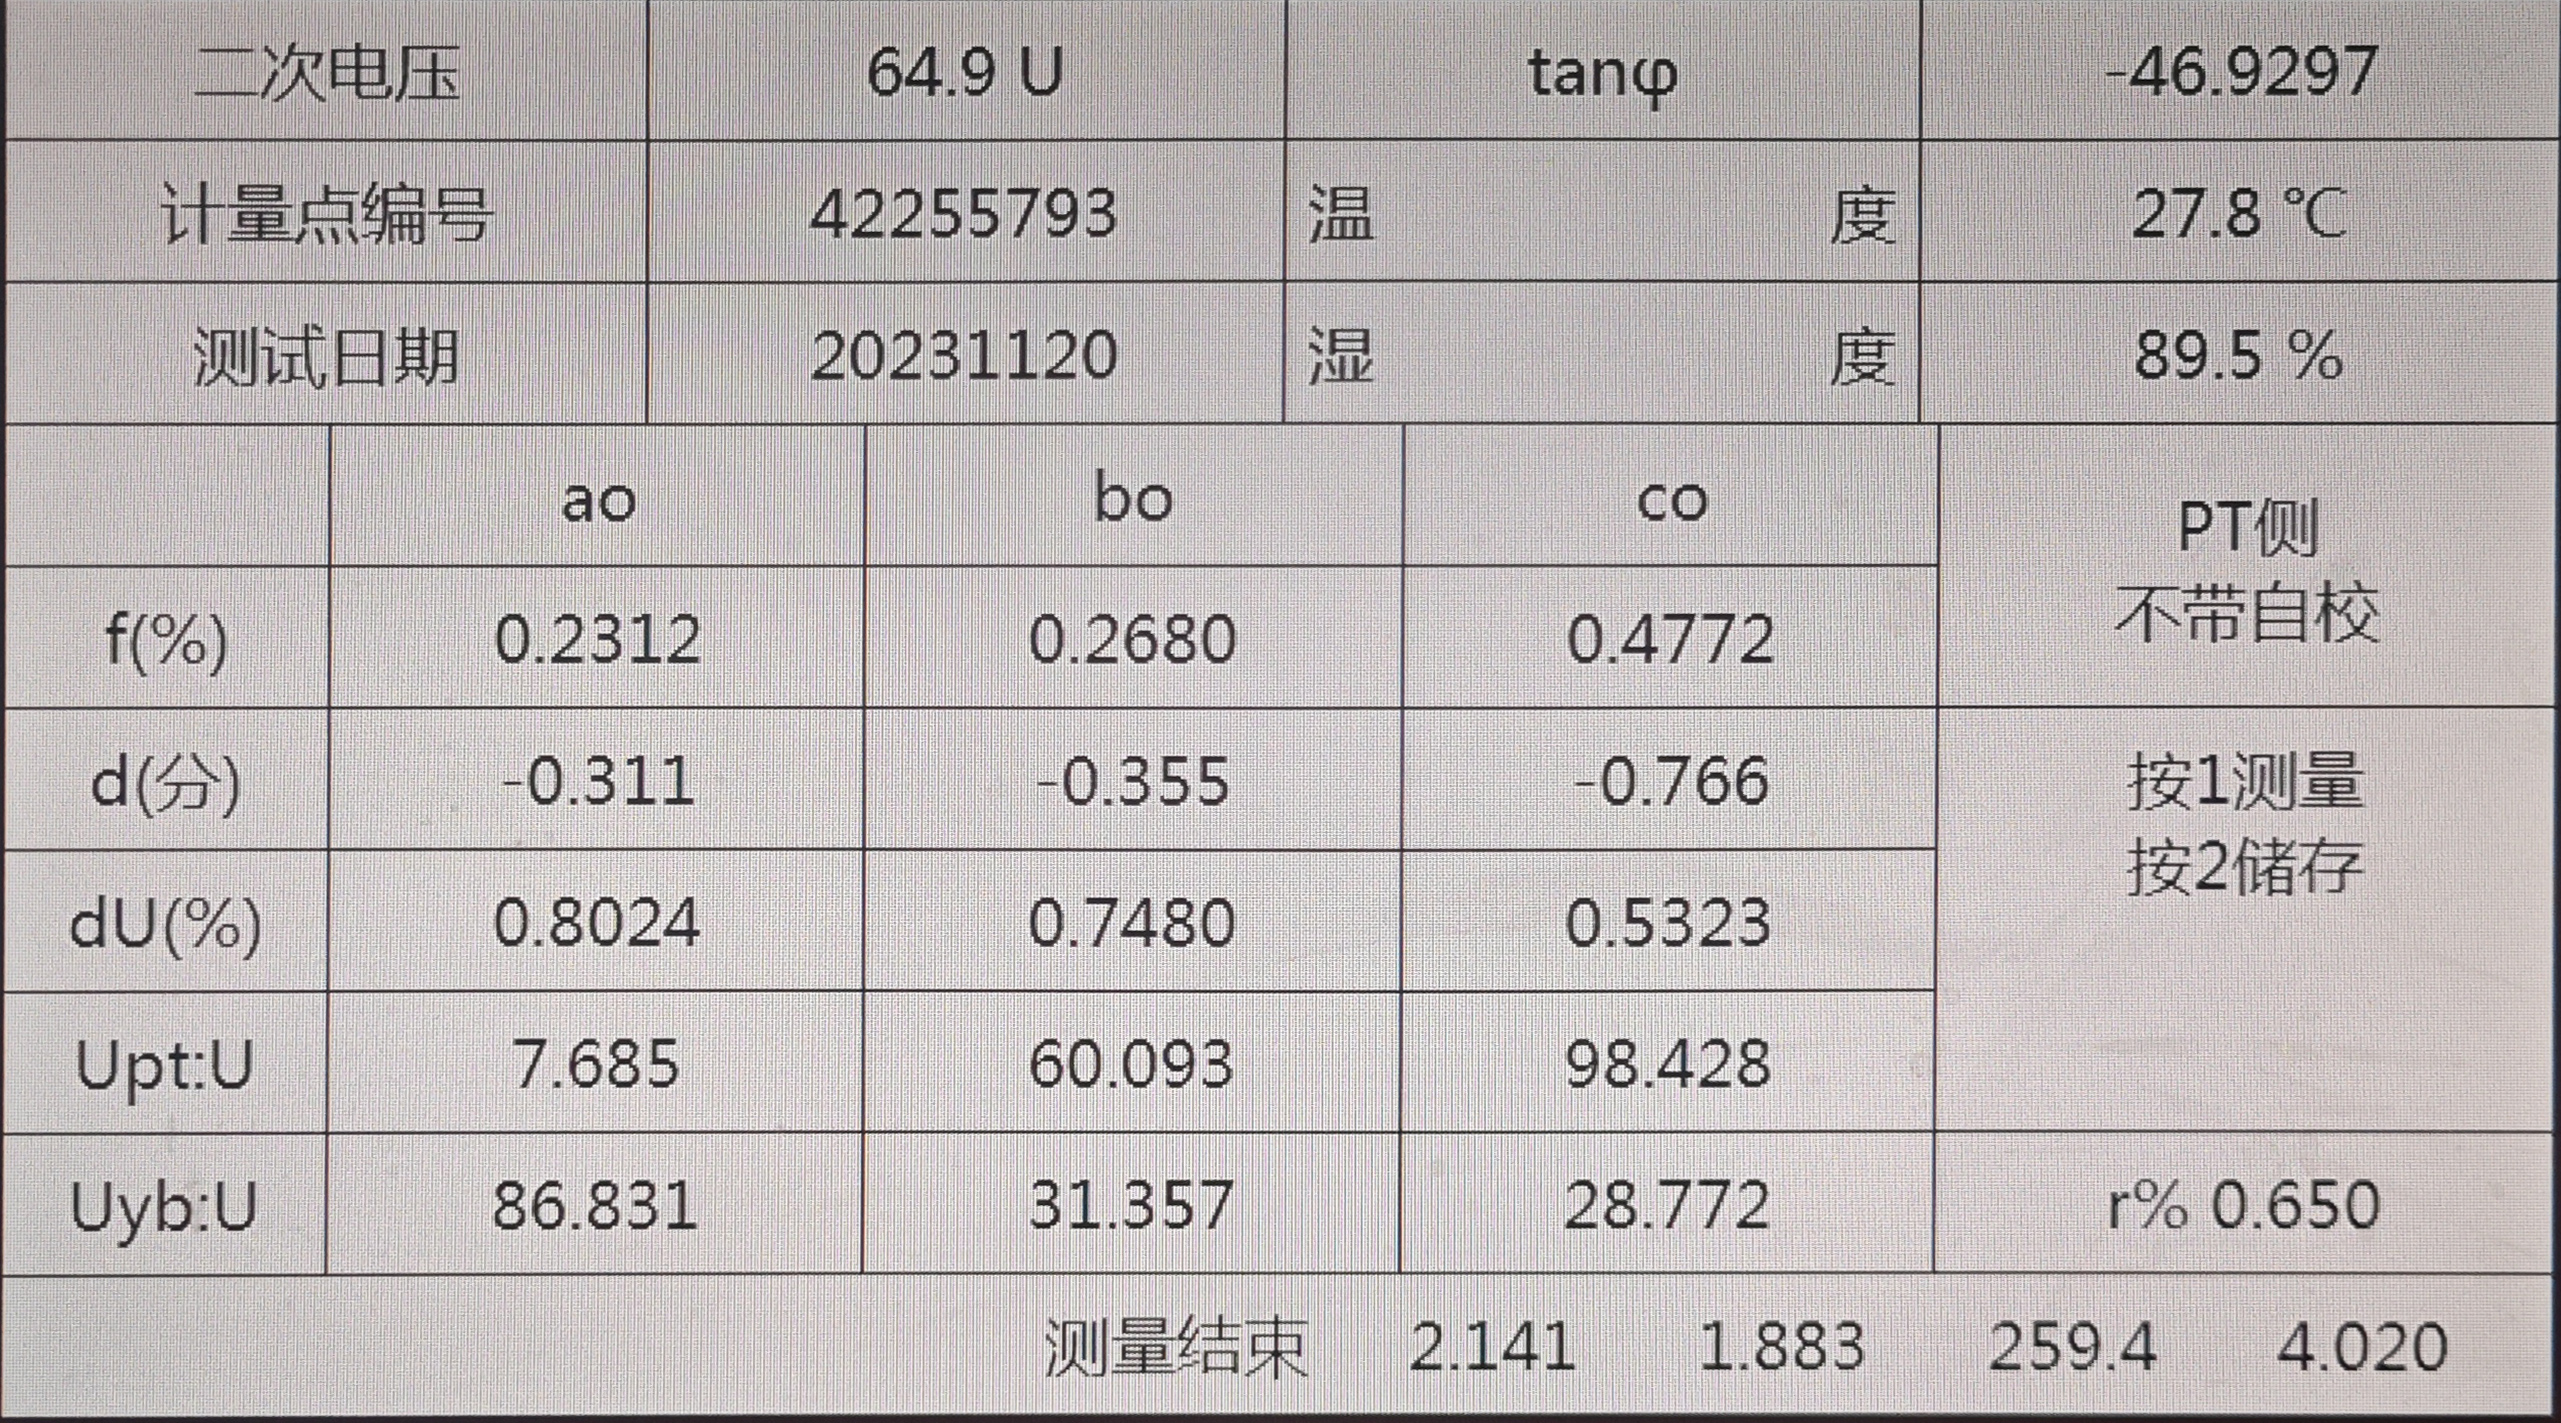 二次电压 64.9 U tanφ -46.9297
计量点编号 42255793 温 度 27.8 ℃
测试日期 20231120 湿 度 89.5 %
ao bo co
PT侧
不带自校
f(%) 0.2312 0.2680 0.4772
d(分) -0.311 -0.355 -0.766
按1测量
按2储存
dU(%) 0.8024 0.7480 0.5323
Upt:U 7.685 60.093 98.428
Uyb:U 86.831 31.357 28.772 r% 0.650
测量结束 2.141 1.883 259.4 4.020